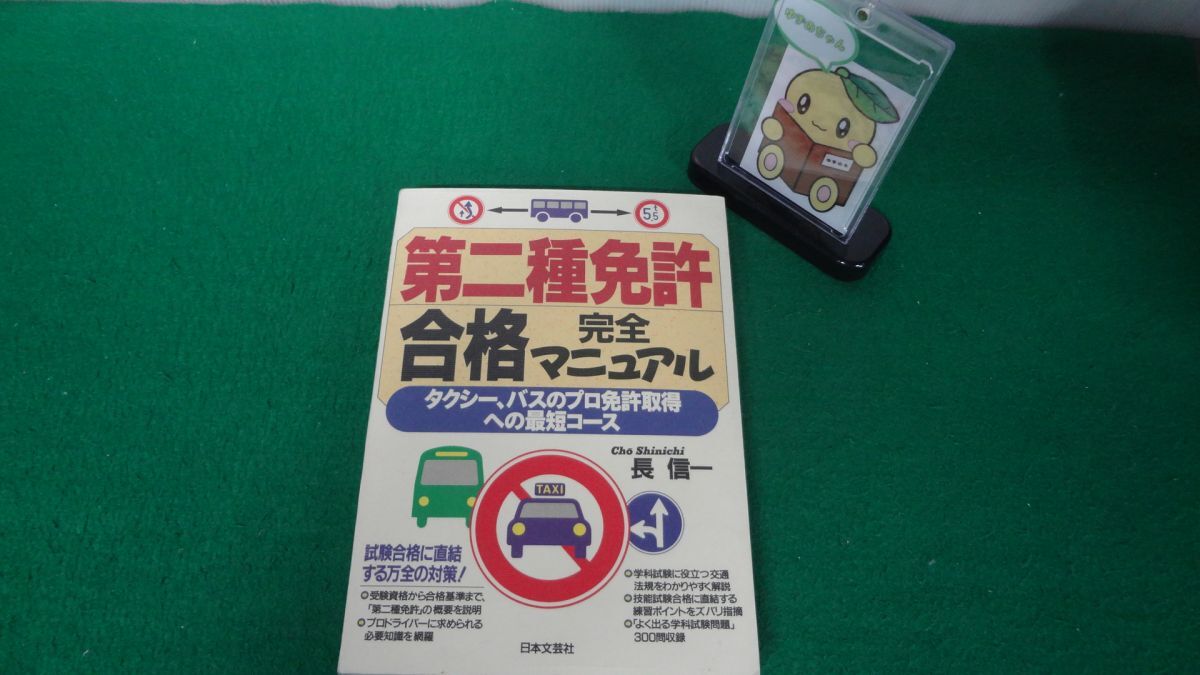 ゆずのちゃん
5.5t
第二種免許
合格 完全マニュアル
タクシー、バスのプロ免許取得
への最短コース
Chō Shinichi
長 信一
TAXI
試験合格に直結
する万全の対策!
●受験資格から合格基準まで、
「第二種免許」の概要を説明
●プロドライバーに求められる
必要知識を網羅
●学科試験に役立つ交通
法規をわかりやすく解説
●技能試験合格に直結する
練習ポイントをズバリ指摘
●「よく出る学科試験問題」
300問収録
日本文芸社